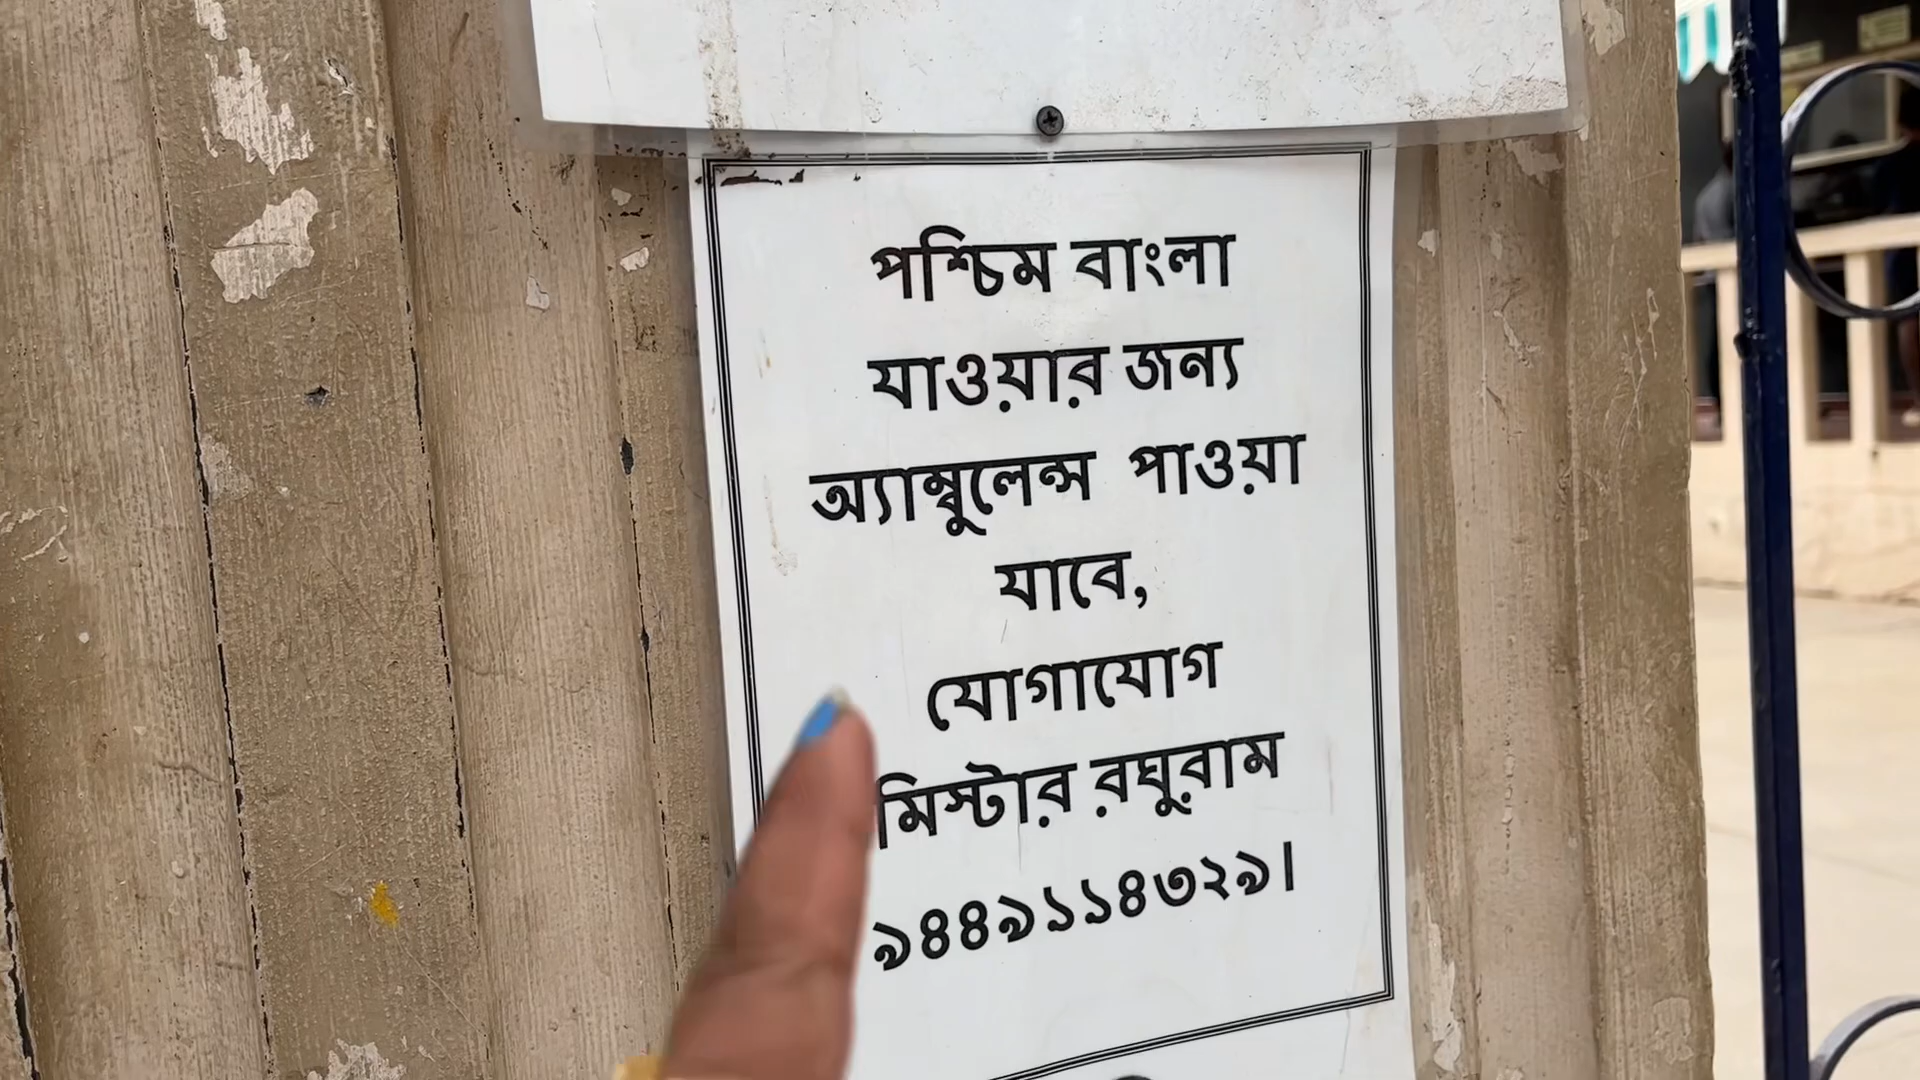 পশ্চিম বাংলা
যাওয়ার জন্য
অ্যাম্বুলেন্স পাওয়া
যাবে,
যোগাযোগ
মিস্টার রঘুরাম
৯৪৪৯১১৪৩২৯।